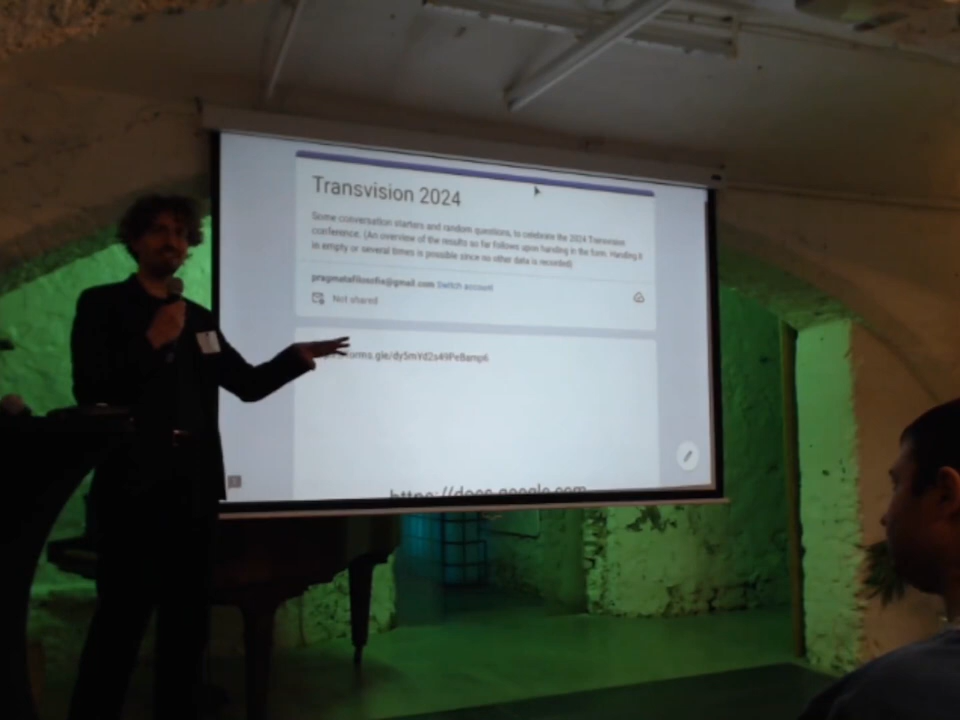 Transvision 2024
Some conversation starters and random questions, to celebrate the 2024 Transvision
conference. (An overview of the results so far follows upon handing in the form. Handing it
in empty or several times is possible since no other data is recorded)
pragmatefilosofie@gmail.com Switch account
Not shared
forms.gle/dy5mYd2s49PeBamp6
https://docs.google.com